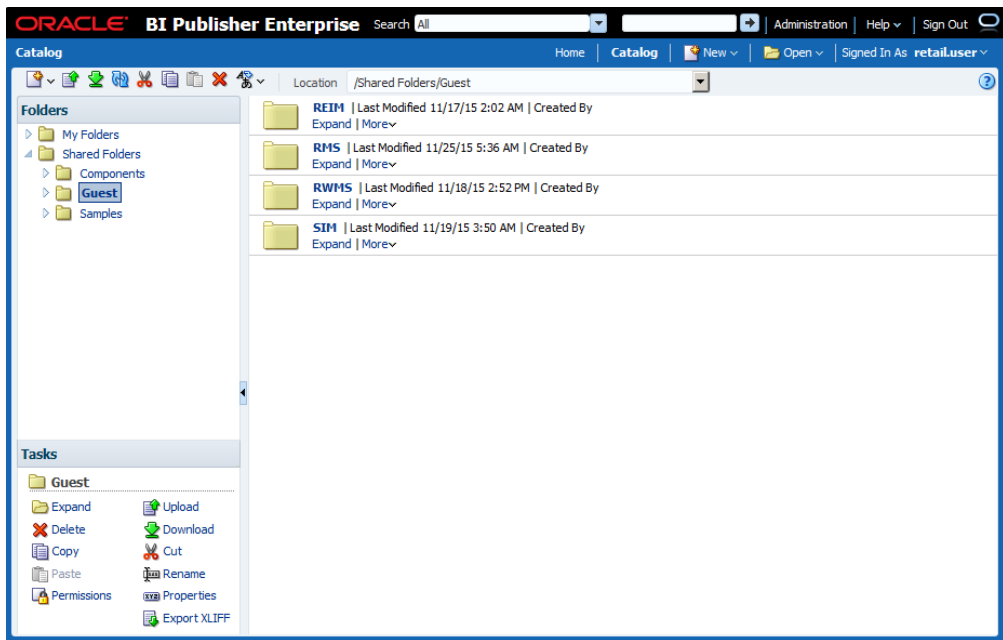 ORACLE BI Publisher Enterprise Search All Administration Help Sign Out
Catalog Home Catalog New Open Signed In As retail.user
Location /Shared Folders/Guest
Folders
My Folders
Shared Folders
Components
Guest
Samples
REIM | Last Modified 11/17/15 2:02 AM | Created By
Expand | More
RMS | Last Modified 11/25/15 5:36 AM | Created By
Expand | More
RWMS | Last Modified 11/18/15 2:52 PM | Created By
Expand | More
SIM | Last Modified 11/19/15 3:50 AM | Created By
Expand | More
Tasks
Guest
Expand Upload
Delete Download
Copy Cut
Paste Rename
Permissions Properties
Export XLIFF